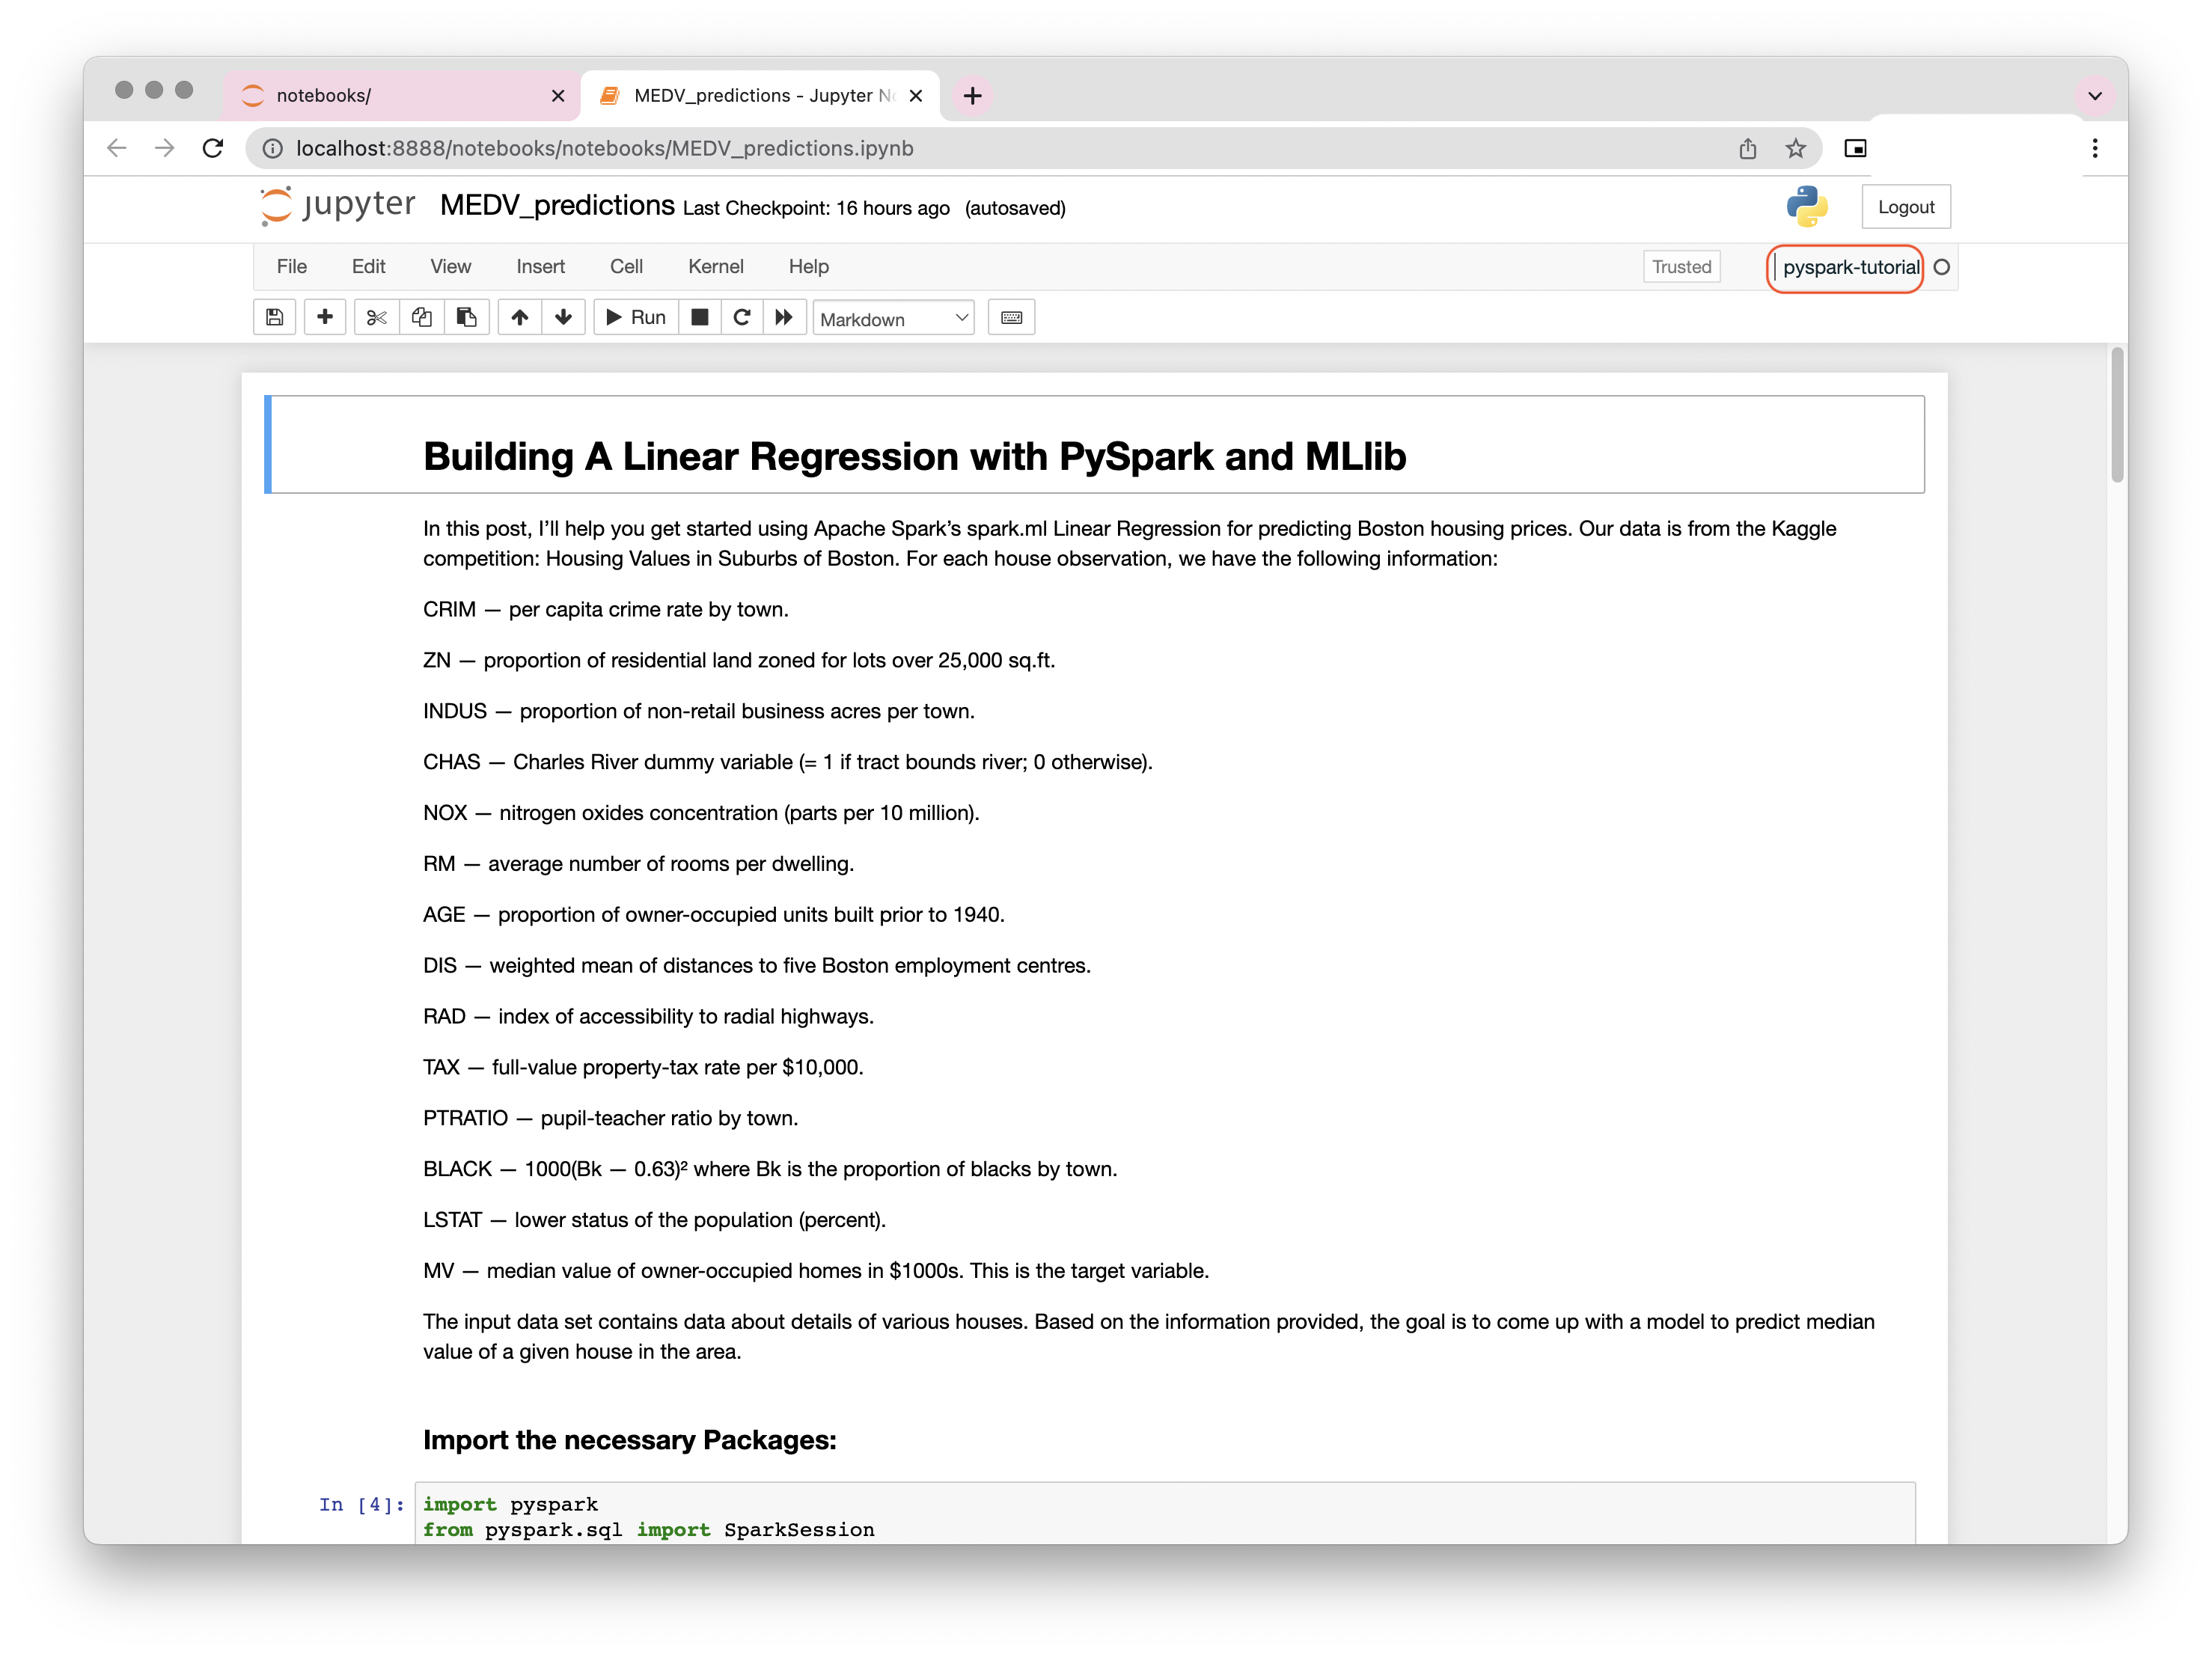 notebooks/
MEDV_predictions - Jupyter No
localhost:8888/notebooks/notebooks/MEDV_predictions.ipynb
jupyter MEDV_predictions Last Checkpoint: 16 hours ago (autosaved)
Logout
File Edit View Insert Cell Kernel Help
Trusted
pyspark-tutorial
Run
Markdown
Building A Linear Regression with PySpark and MLlib
In this post, I’ll help you get started using Apache Spark’s spark.ml Linear Regression for predicting Boston housing prices. Our data is from the Kaggle
competition: Housing Values in Suburbs of Boston. For each house observation, we have the following information:
CRIM — per capita crime rate by town.
ZN — proportion of residential land zoned for lots over 25,000 sq.ft.
INDUS — proportion of non-retail business acres per town.
CHAS — Charles River dummy variable (= 1 if tract bounds river; 0 otherwise).
NOX — nitrogen oxides concentration (parts per 10 million).
RM — average number of rooms per dwelling.
AGE — proportion of owner-occupied units built prior to 1940.
DIS — weighted mean of distances to five Boston employment centres.
RAD — index of accessibility to radial highways.
TAX — full-value property-tax rate per $10,000.
PTRATIO — pupil-teacher ratio by town.
BLACK — 1000(Bk — 0.63)² where Bk is the proportion of blacks by town.
LSTAT — lower status of the population (percent).
MV — median value of owner-occupied homes in $1000s. This is the target variable.
The input data set contains data about details of various houses. Based on the information provided, the goal is to come up with a model to predict median
value of a given house in the area.
Import the necessary Packages:
In [4]: import pyspark
from pyspark.sql import SparkSession